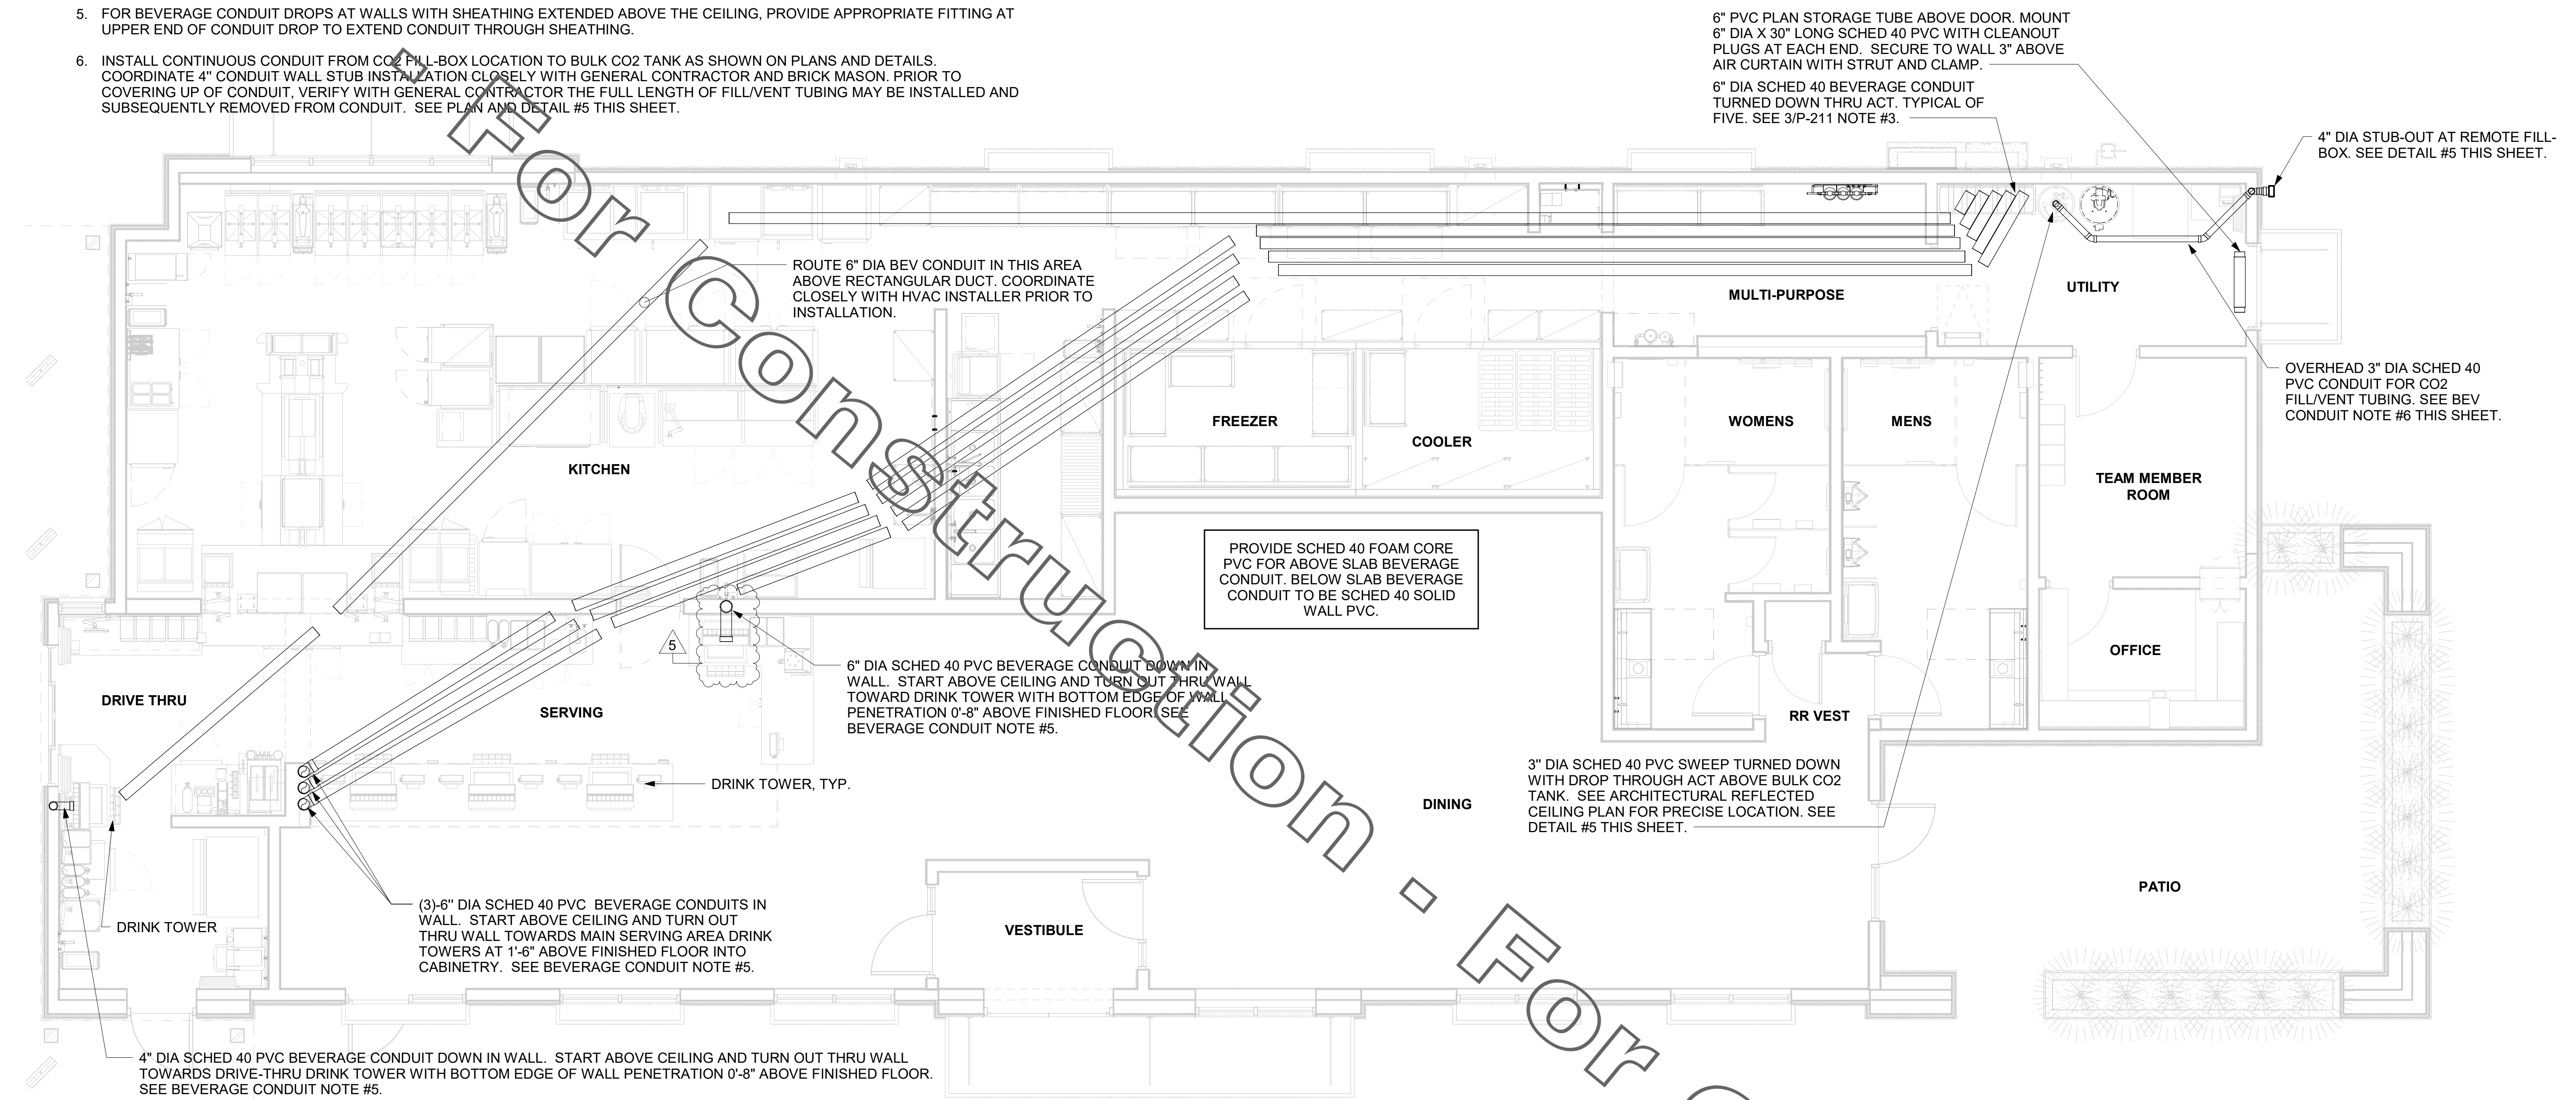 5. FOR BEVERAGE CONDUIT DROPS AT WALLS WITH SHEATHING EXTENDED ABOVE THE CEILING, PROVIDE APPROPRIATE FITTING AT
UPPER END OF CONDUIT DROP TO EXTEND CONDUIT THROUGH SHEATHING.
6. INSTALL CONTINUOUS CONDUIT FROM CO2 FILL-BOX LOCATION TO BULK CO2 TANK AS SHOWN ON PLANS AND DETAILS.
COORDINATE 4" CONDUIT WALL STUB INSTALLATION CLOSELY WITH GENERAL CONTRACTOR AND BRICK MASON. PRIOR TO
COVERING UP OF CONDUIT, VERIFY WITH GENERAL CONTRACTOR THE FULL LENGTH OF FILL/VENT TUBING MAY BE INSTALLED AND
SUBSEQUENTLY REMOVED FROM CONDUIT. SEE PLAN AND DETAIL #5 THIS SHEET.
6" PVC PLAN STORAGE TUBE ABOVE DOOR. MOUNT
6" DIA X 30" LONG SCHED 40 PVC WITH CLEANOUT
PLUGS AT EACH END. SECURE TO WALL 3" ABOVE
AIR CURTAIN WITH STRUT AND CLAMP.
6" DIA SCHED 40 BEVERAGE CONDUIT
TURNED DOWN THRU ACT. TYPICAL OF
FIVE. SEE 3/P-211 NOTE #3.
4" DIA STUB-OUT AT REMOTE FILL-
BOX. SEE DETAIL #5 THIS SHEET.
ROUTE 6" DIA BEV CONDUIT IN THIS AREA
ABOVE RECTANGULAR DUCT. COORDINATE
CLOSELY WITH HVAC INSTALLER PRIOR TO
INSTALLATION.
MULTI-PURPOSE
UTILITY
OVERHEAD 3" DIA SCHED 40
PVC CONDUIT FOR CO2
FILL/VENT TUBING. SEE BEV
CONDUIT NOTE #6 THIS SHEET.
FREEZER
COOLER
WOMENS
MENS
KITCHEN
TEAM MEMBER
ROOM
PROVIDE SCHED 40 FOAM CORE
PVC FOR ABOVE SLAB BEVERAGE
CONDUIT. BELOW SLAB BEVERAGE
CONDUIT TO BE SCHED 40 SOLID
WALL PVC.
5
OFFICE
6" DIA SCHED 40 PVC BEVERAGE CONDUIT DOWN IN
WALL. START ABOVE CEILING AND TURN OUT THRU WALL
TOWARD DRINK TOWER WITH BOTTOM EDGE OF WALL
PENETRATION 0'-8" ABOVE FINISHED FLOOR. SEE
BEVERAGE CONDUIT NOTE #5.
DRIVE THRU
SERVING
RR VEST
3" DIA SCHED 40 PVC SWEEP TURNED DOWN
WITH DROP THROUGH ACT ABOVE BULK CO2
TANK. SEE ARCHITECTURAL REFLECTED
CEILING PLAN FOR PRECISE LOCATION. SEE
DETAIL #5 THIS SHEET.
DRINK TOWER, TYP.
DINING
PATIO
(3)-6" DIA SCHED 40 PVC BEVERAGE CONDUITS IN
WALL. START ABOVE CEILING AND TURN OUT
THRU WALL TOWARDS MAIN SERVING AREA DRINK
TOWERS AT 1'-6" ABOVE FINISHED FLOOR INTO
CABINETRY. SEE BEVERAGE CONDUIT NOTE #5.
DRINK TOWER
VESTIBULE
4" DIA SCHED 40 PVC BEVERAGE CONDUIT DOWN IN WALL. START ABOVE CEILING AND TURN OUT THRU WALL
TOWARDS DRIVE-THRU DRINK TOWER WITH BOTTOM EDGE OF WALL PENETRATION 0'-8" ABOVE FINISHED FLOOR.
SEE BEVERAGE CONDUIT NOTE #5.
- For Construction - For